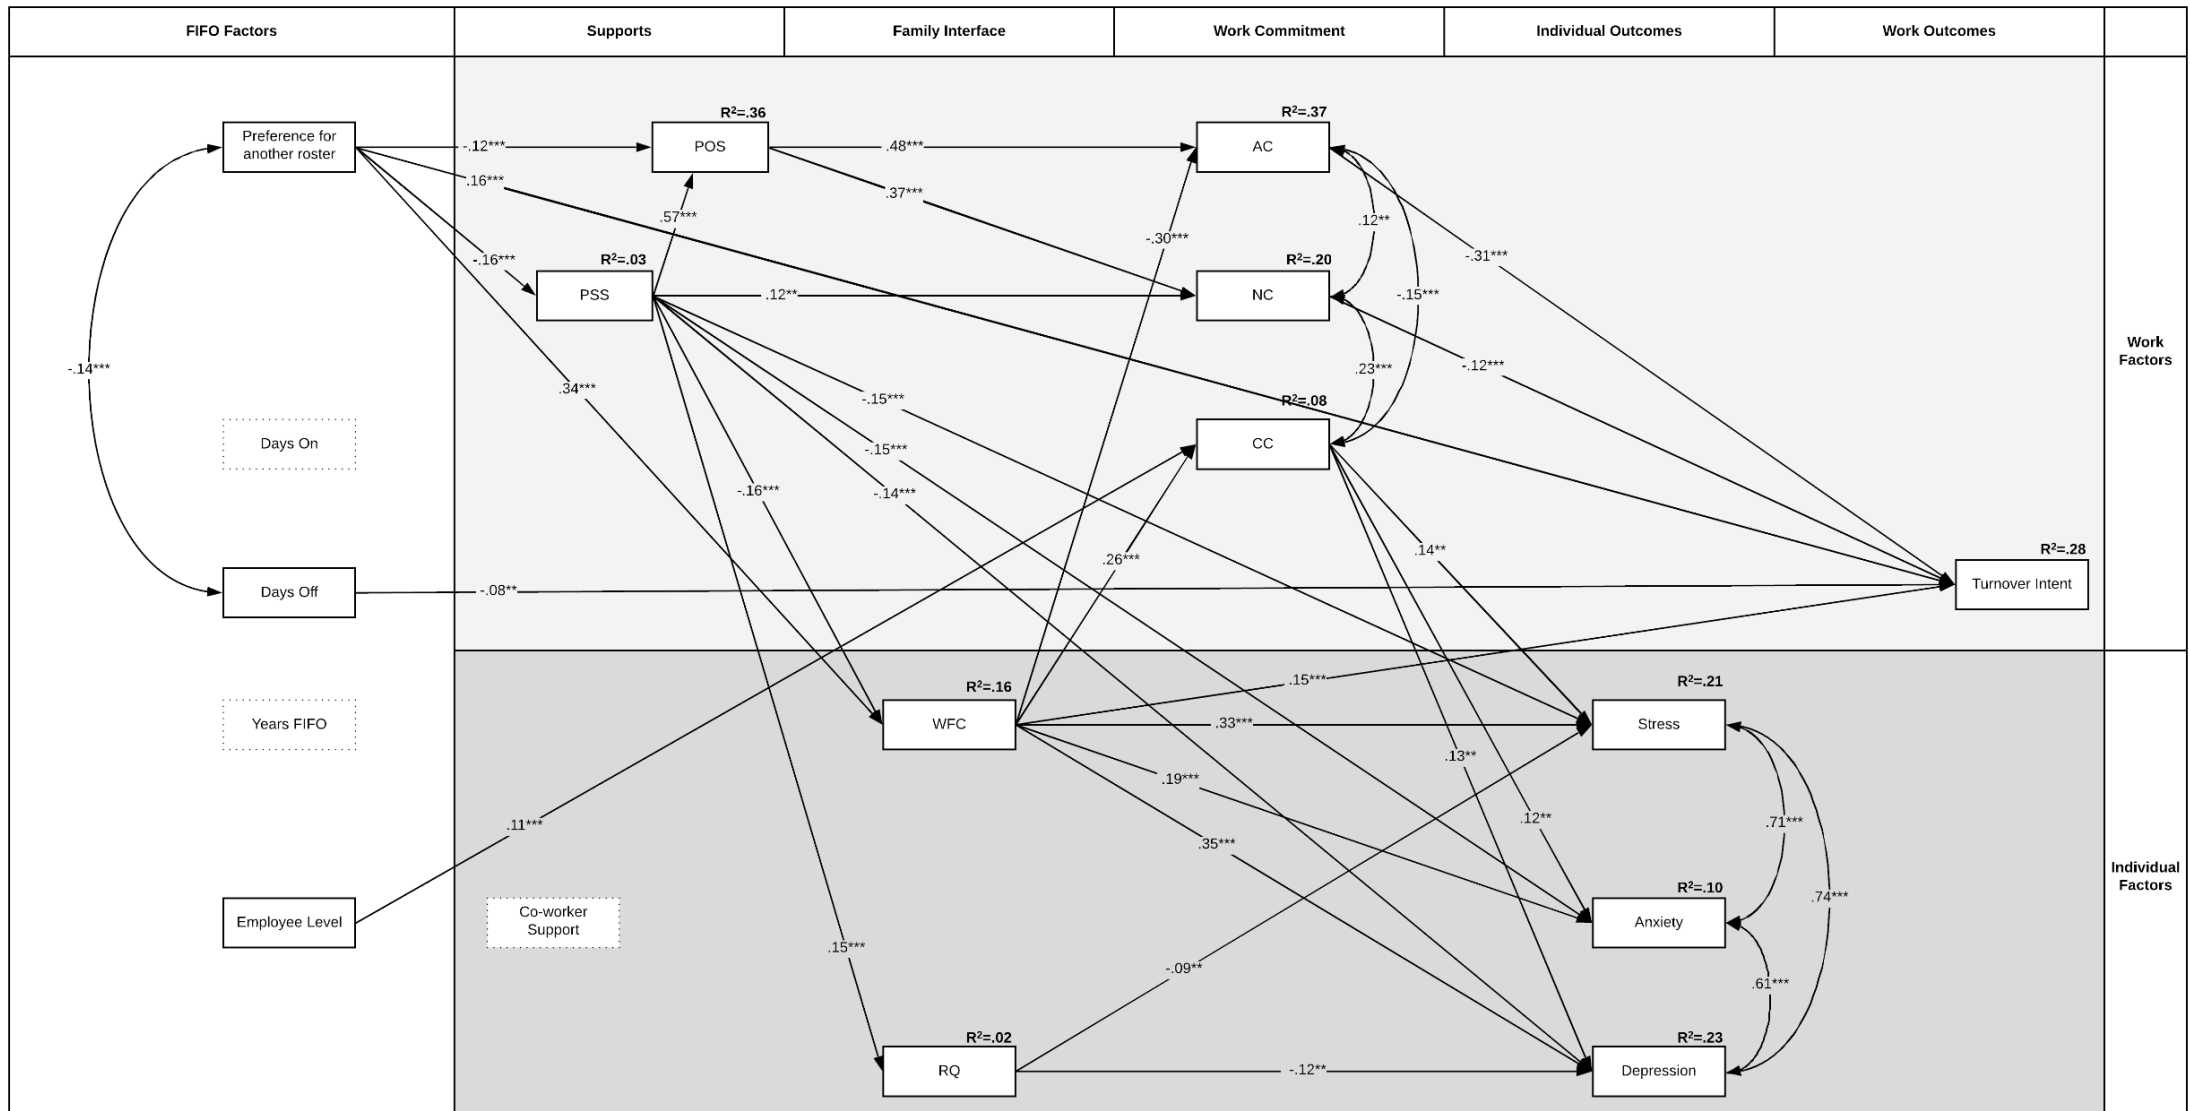 FIFO Factors
Supports
Family Interface
Work Commitment
Individual Outcomes
Work Outcomes
R²=.36
R²=.37
Preference for
another roster
-.12***
POS
.48***
AC
.16***
.37***
.57***
.12**
-.30***
-.31***
-.16***
R²=.03
R²=.20
PSS
.12**
NC
-.15***
Work
Factors
-.14***
.34***
.23***
-.12***
-.15***
R²=.08
Days On
-.15***
CC
-.16***
-.14***
.26***
.14**
R²=.28
Days Off
-.08**
Turnover Intent
R²=.16
.15***
R²=.21
Years FIFO
WFC
.33***
Stress
.19***
.13**
.11***
.35***
.12**
.71***
Individual
Factors
R²=.10
.74***
Employee Level
Co-worker
Support
Anxiety
.15***
-.09**
.61***
R²=.02
R²=.23
RQ
-.12**
Depression